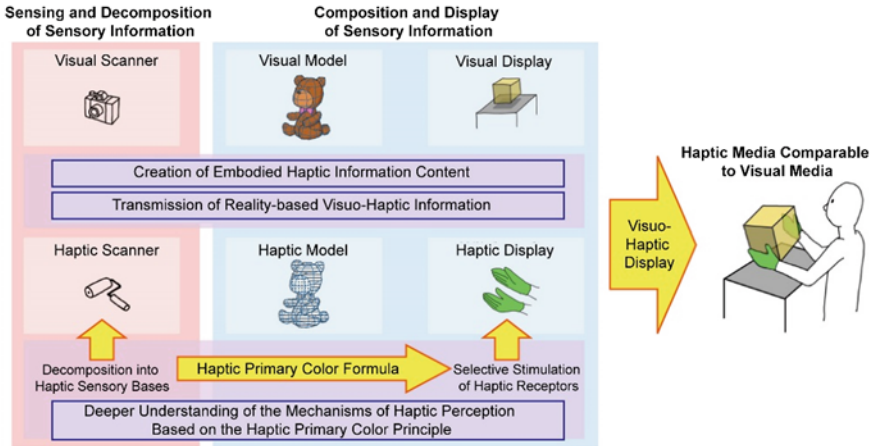 Sensing and Decomposition
of Sensory Information
Composition and Display
of Sensory Information
Visual Scanner
Visual Model
Visual Display
Creation of Embodied Haptic Information Content
Transmission of Reality-based Visuo-Haptic Information
Haptic Scanner
Haptic Model
Haptic Display
Decomposition into
Haptic Sensory Bases
Haptic Primary Color Formula
Selective Stimulation
of Haptic Receptors
Deeper Understanding of the Mechanisms of Haptic Perception
Based on the Haptic Primary Color Principle
Visuo-
Haptic
Display
Haptic Media Comparable
to Visual Media